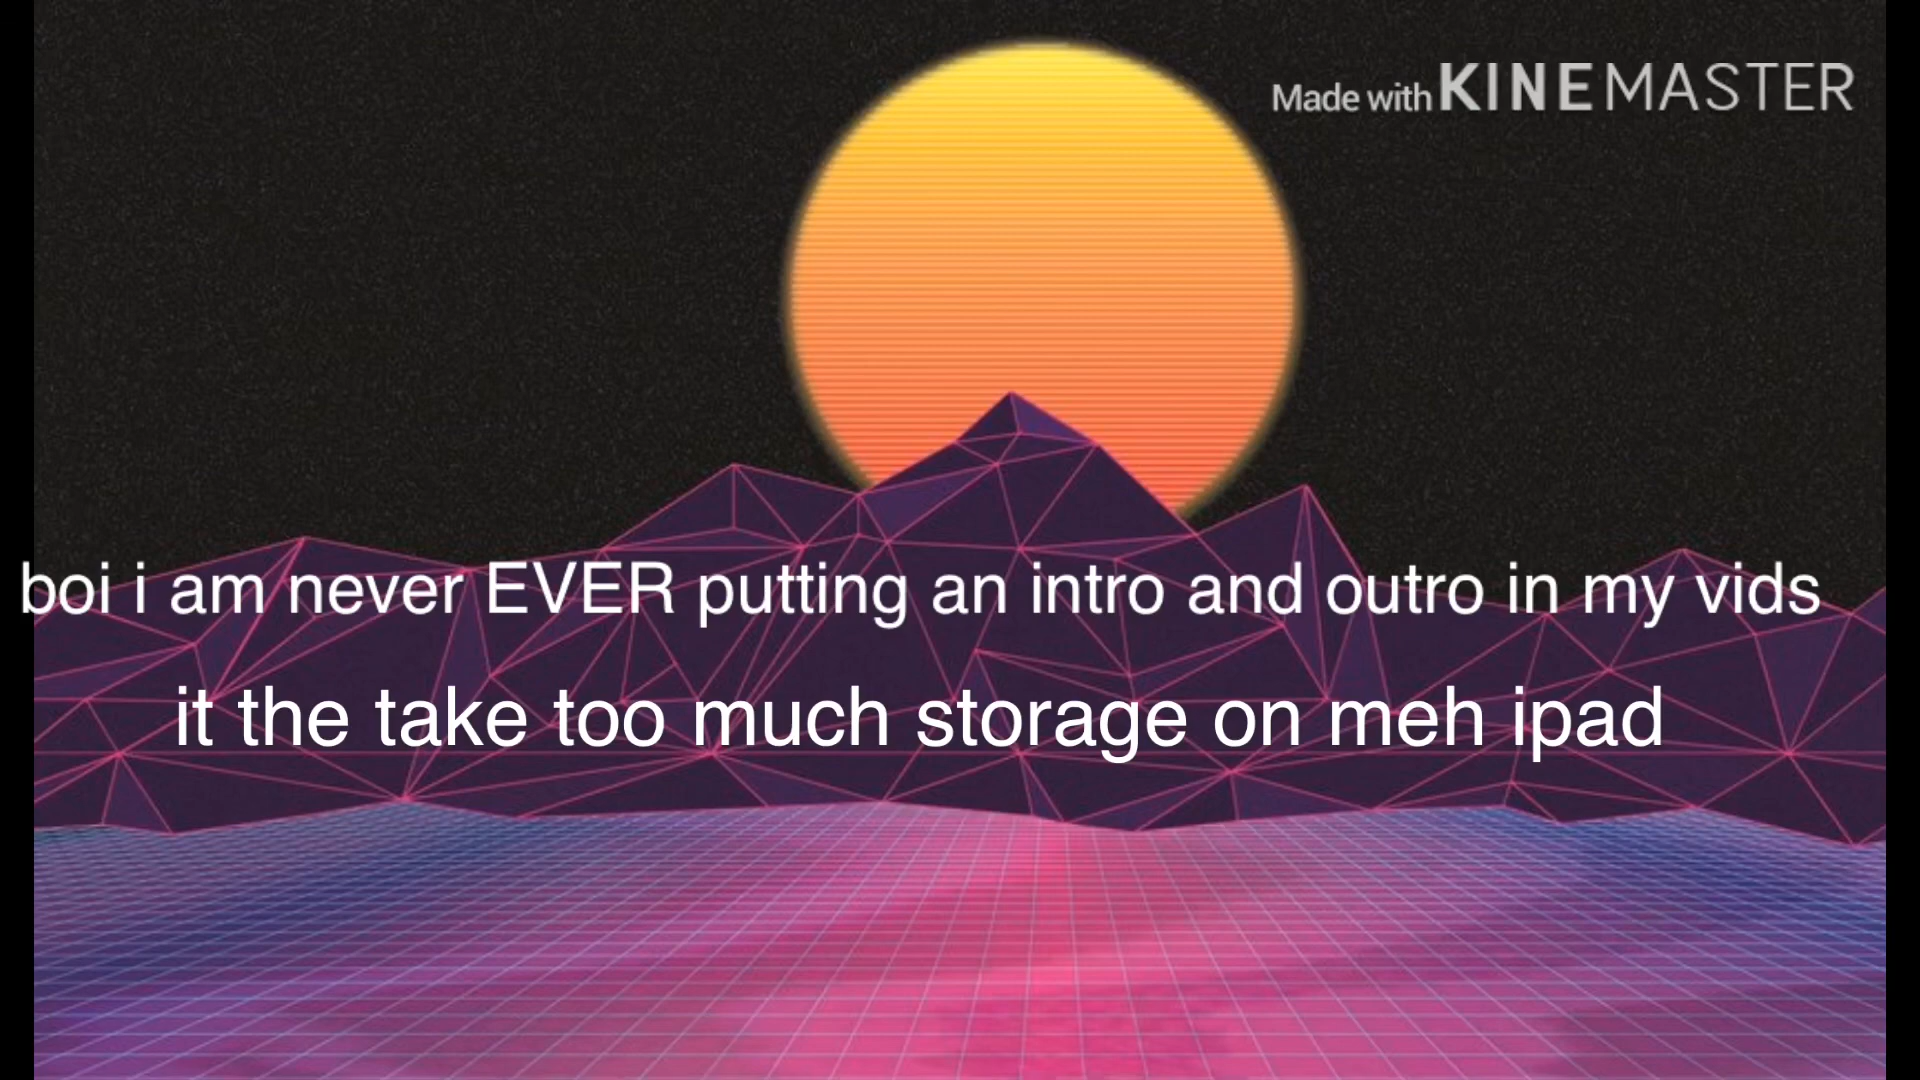 Made with KINEMASTER
boi i am never EVER putting an intro and outro in my vids
it the take too much storage on meh ipad